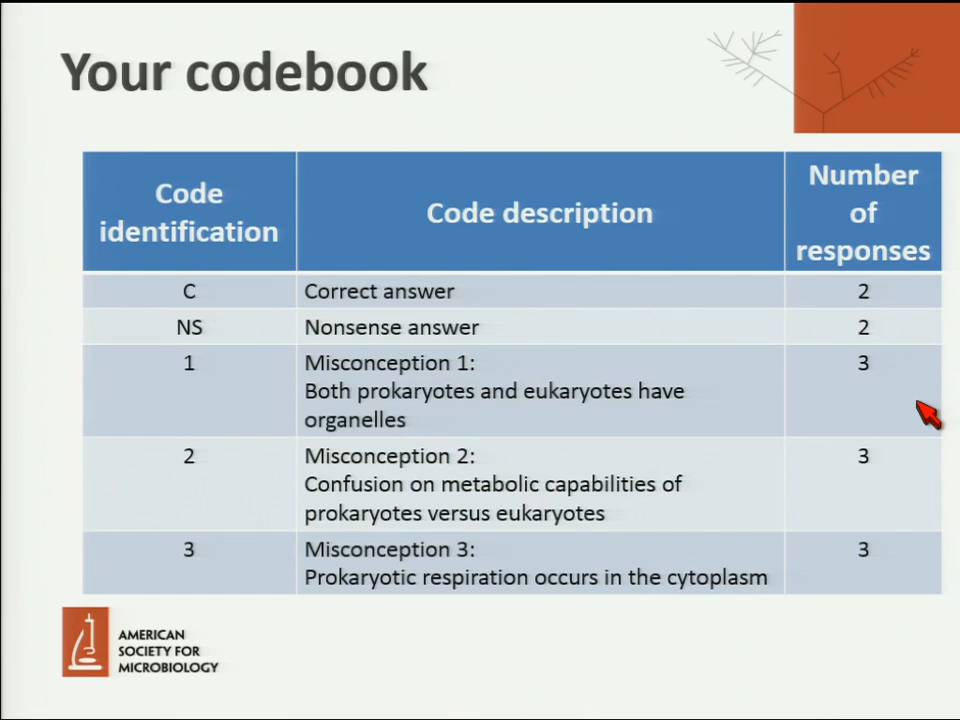 Your codebook
Code
identification
Code description
Number
of
responses
C
Correct answer
2
NS
Nonsense answer
2
1
Misconception 1:
3
Both prokaryotes and eukaryotes have
organelles
2
Misconception 2:
3
Confusion on metabolic capabilities of
prokaryotes versus eukaryotes
3
Misconception 3:
3
Prokaryotic respiration occurs in the cytoplasm
AMERICAN
SOCIETY FOR
MICROBIOLOGY